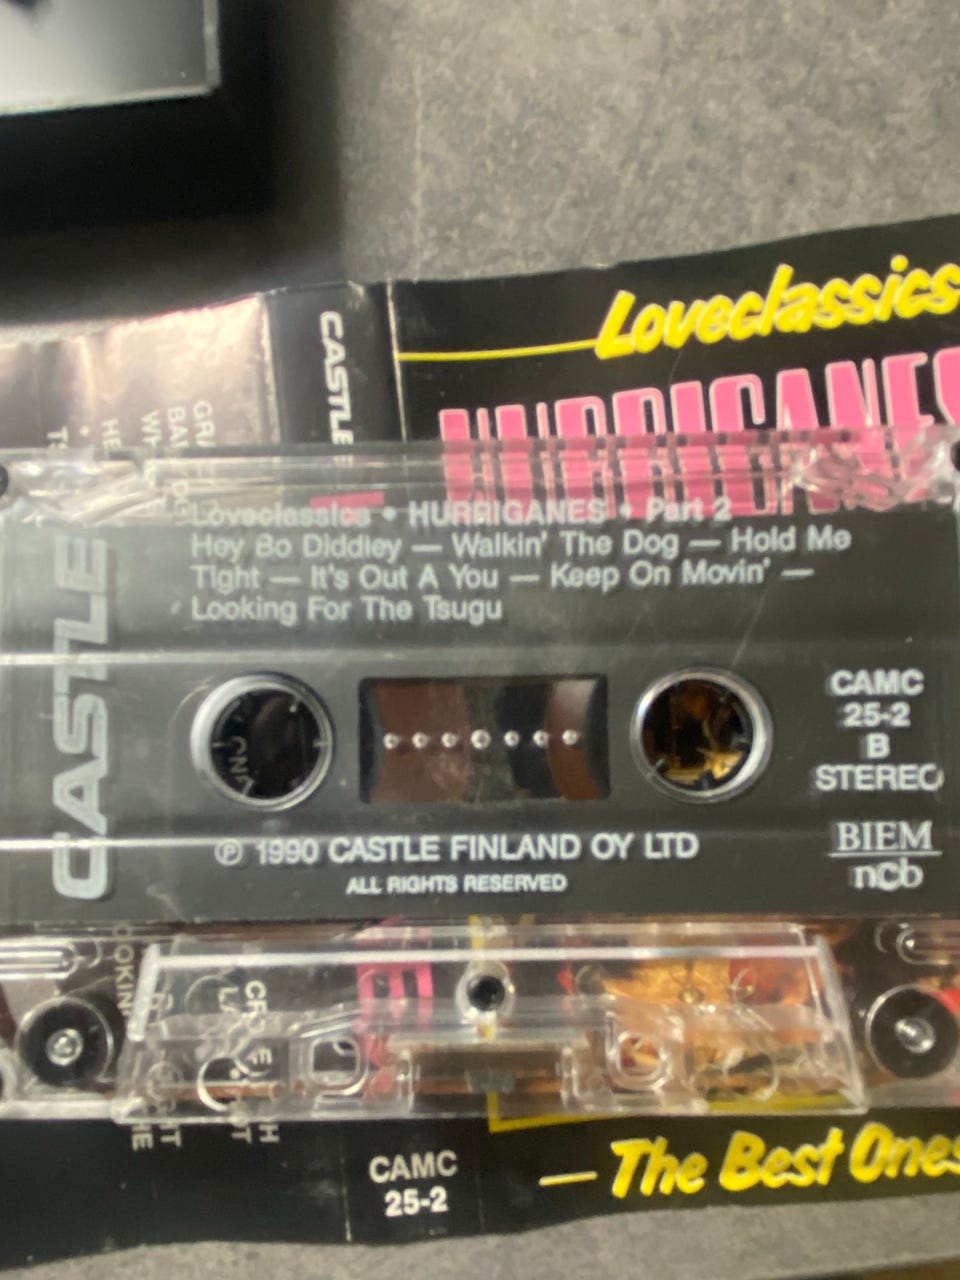 Loveclassics
HURRIGANES
CASTLE
Loveclassics • HURRIGANES • Part 2
Hey Bo Diddley — Walkin' The Dog — Hold Me
Tight — It's Out A You — Keep On Movin' —
Looking For The Tsugu
CASTLE
CAMC
25-2
B
STEREO
℗ 1990 CASTLE FINLAND OY LTD
ALL RIGHTS RESERVED
BIEM
ncb
CAMC
25-2
— The Best Ones